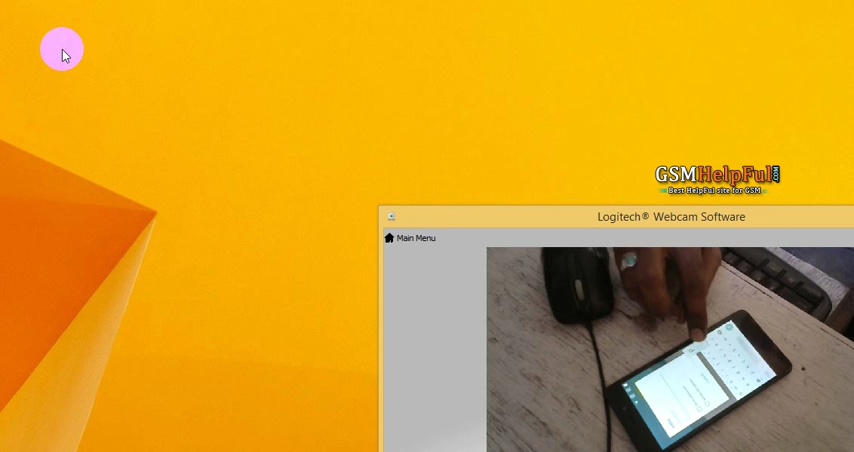 GSMHelpFul.COM
Best HelpFul site for GSM
Logitech® Webcam Software
Main Menu